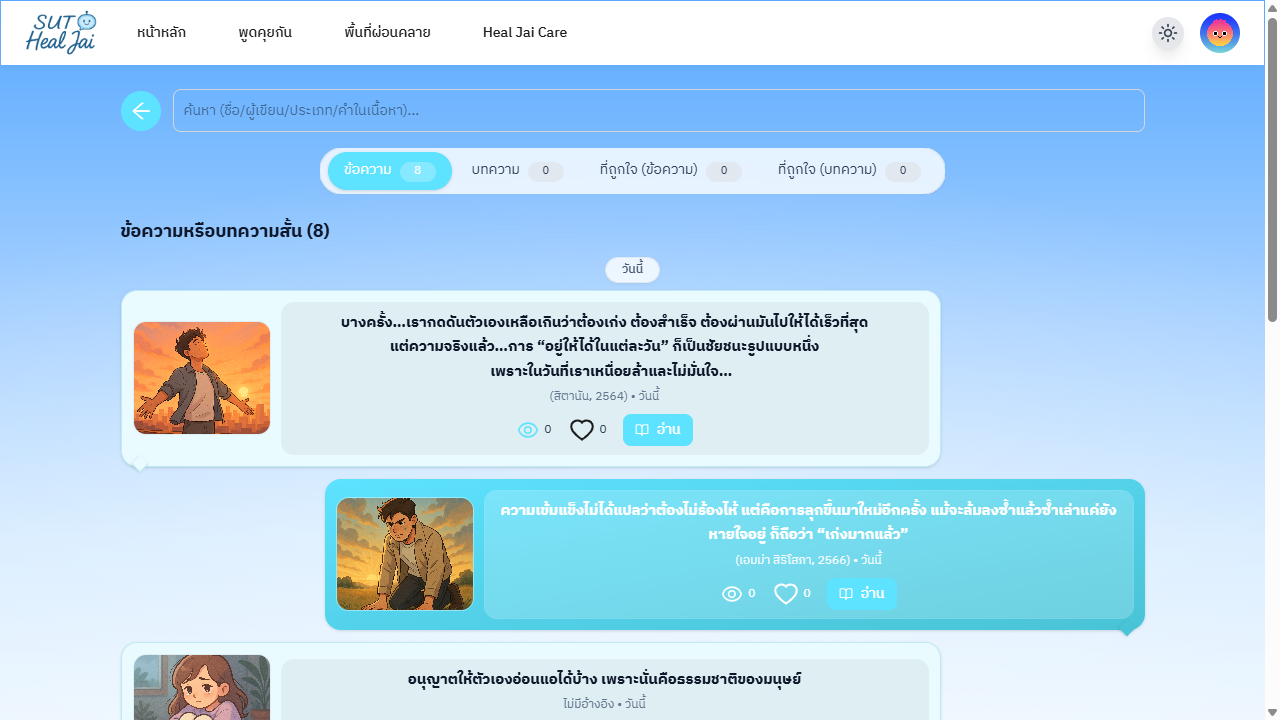 SUT
Heal Jai
หน้าหลัก
พูดคุยกัน
พื้นที่ผ่อนคลาย
Heal Jai Care
ค้นหา (ชื่อ/ผู้เขียน/ประเภท/คำในเนื้อหา)...
ข้อความ 8
บทความ 0
ที่ถูกใจ (ข้อความ) 0
ที่ถูกใจ (บทความ) 0
ข้อความหรือบทความสั้น (8)
วันนี้
บางครั้ง...เรากดดันตัวเองเหลือเกินว่าต้องเก่ง ต้องสำเร็จ ต้องผ่านมันไปให้ได้เร็วที่สุด
แต่ความจริงแล้ว...การ “อยู่ให้ได้ในแต่ละวัน” ก็เป็นชัยชนะรูปแบบหนึ่ง
เพราะในวันที่เราเหนื่อยล้าและไม่มั่นใจ...
(สิตานัน, 2564) • วันนี้
0 0 อ่าน
ความเข้มแข็งไม่ได้แปลว่าต้องไม่ร้องไห้ แต่คือการลุกขึ้นมาใหม่อีกครั้ง แม้จะล้มลงซ้ำแล้วซ้ำเล่าแค่ยัง
หายใจอยู่ ก็ถือว่า “เก่งมากแล้ว”
(เอมม่า สิริโสภา, 2566) • วันนี้
0 0 อ่าน
อนุญาตให้ตัวเองอ่อนแอได้บ้าง เพราะนั่นคือธรรมชาติของมนุษย์
ไม่มีอ้างอิง • วันนี้